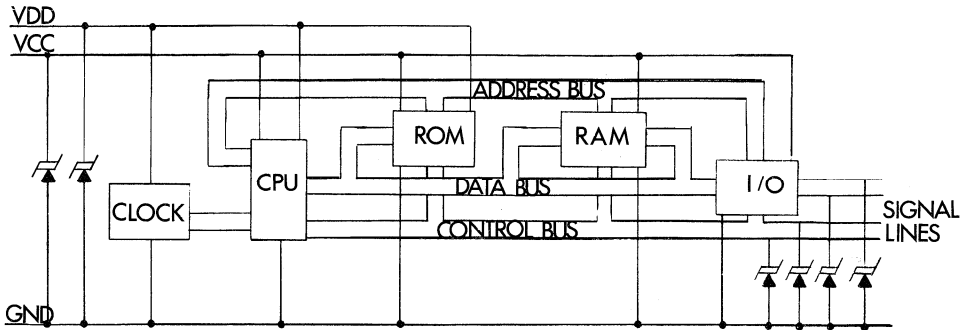 VDD
VCC
ADDRESS BUS
ROM
RAM
CPU
DATA BUS
I/O
CLOCK
SIGNAL
LINES
CONTROL BUS
GND